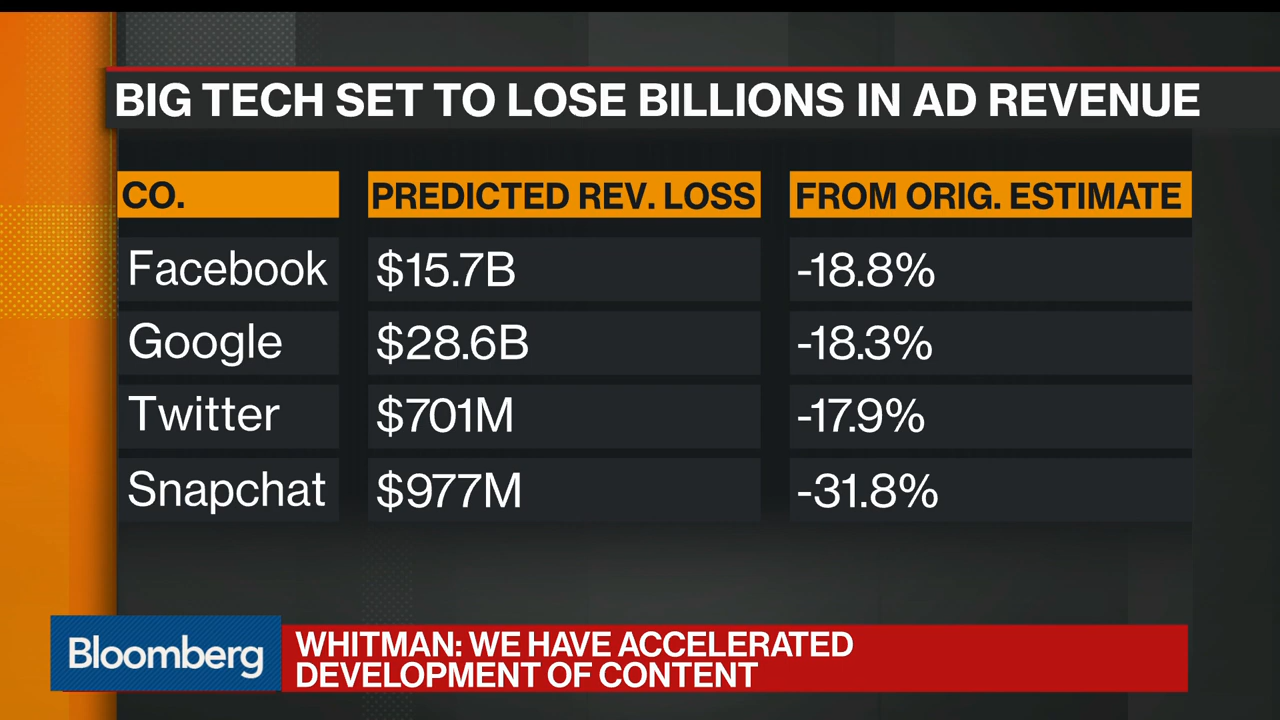 BIG TECH SET TO LOSE BILLIONS IN AD REVENUE
CO. PREDICTED REV. LOSS FROM ORIG. ESTIMATE
Facebook $15.7B -18.8%
Google $28.6B -18.3%
Twitter $701M -17.9%
Snapchat $977M -31.8%
Bloomberg
WHITMAN: WE HAVE ACCELERATED
DEVELOPMENT OF CONTENT